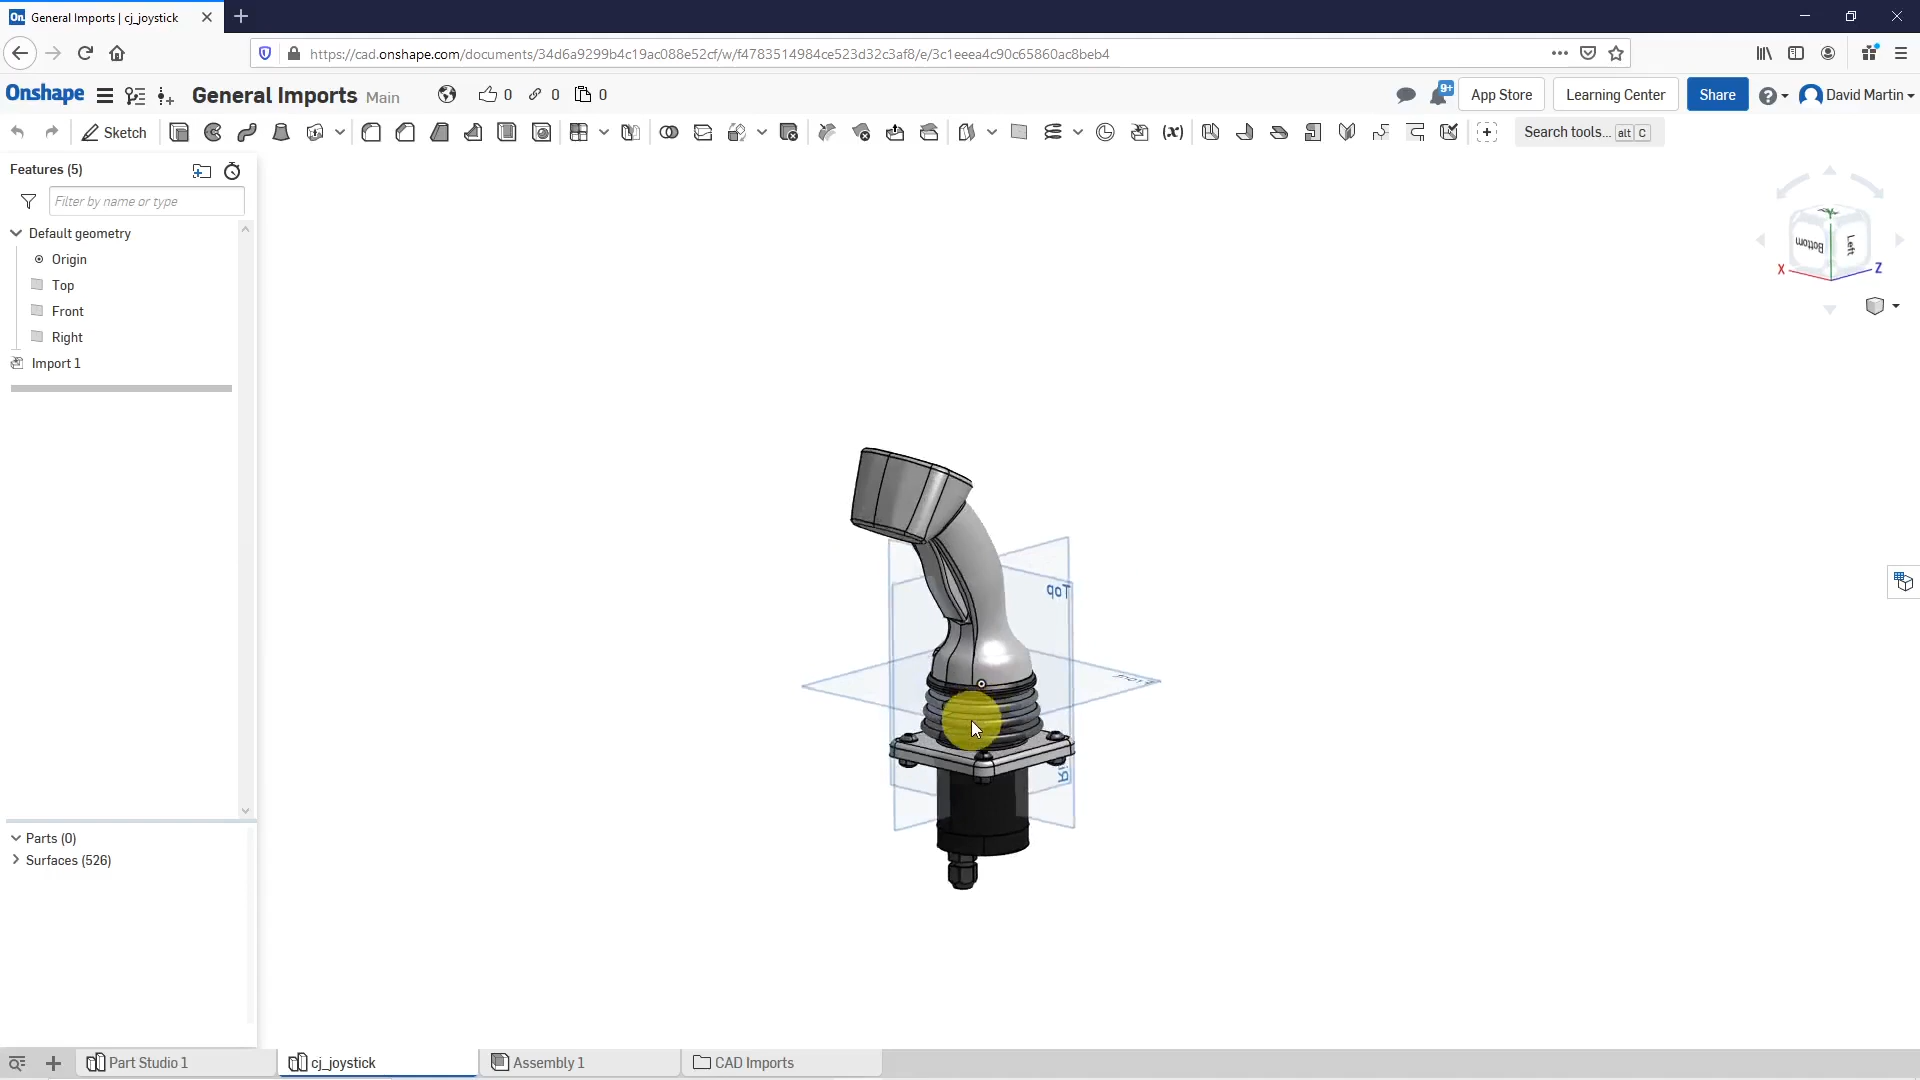 General Imports | cj_joystick
https://cad.onshape.com/documents/34d6a9299b4c19ac088e52cf/w/f4783514984ce523d32c3af8/e/3c1eeea4c90c65860ac8beb4
Onshape General Imports Main 0 0 0 9+ App Store Learning Center Share David Martin
Sketch (x) Search tools... alt C
Features (5)
Filter by name or type
Default geometry
Origin
Top
Front
Right
Import 1
Bottom Left
X Z
Top
Front
Ri
Parts (0)
Surfaces (526)
Part Studio 1 cj_joystick Assembly 1 CAD Imports